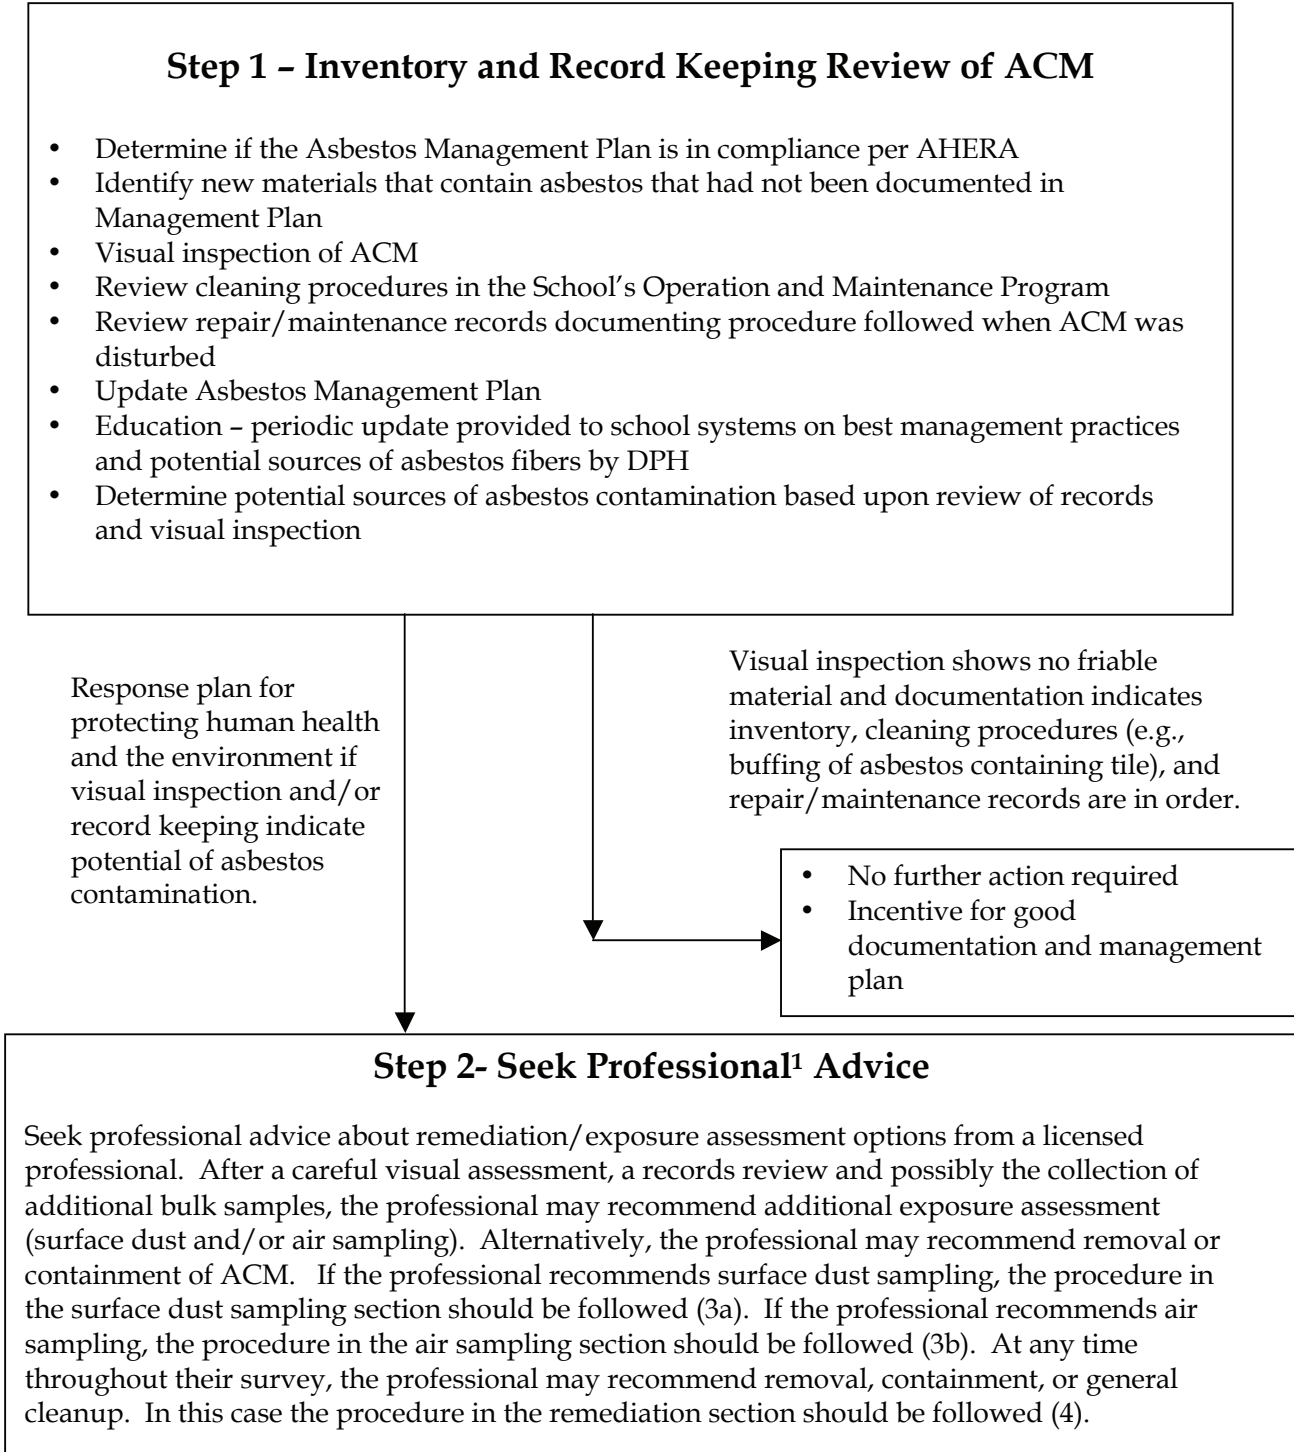 Step 1 – Inventory and Record Keeping Review of ACM
• Determine if the Asbestos Management Plan is in compliance per AHERA
• Identify new materials that contain asbestos that had not been documented in
Management Plan
• Visual inspection of ACM
• Review cleaning procedures in the School’s Operation and Maintenance Program
• Review repair/maintenance records documenting procedure followed when ACM was
disturbed
• Update Asbestos Management Plan
• Education – periodic update provided to school systems on best management practices
and potential sources of asbestos fibers by DPH
• Determine potential sources of asbestos contamination based upon review of records
and visual inspection
Response plan for
protecting human health
and the environment if
visual inspection and/or
record keeping indicate
potential of asbestos
contamination.
Visual inspection shows no friable
material and documentation indicates
inventory, cleaning procedures (e.g.,
buffing of asbestos containing tile), and
repair/maintenance records are in order.
• No further action required
• Incentive for good
documentation and management
plan
Step 2- Seek Professional¹ Advice
Seek professional advice about remediation/exposure assessment options from a licensed
professional.  After a careful visual assessment, a records review and possibly the collection of
additional bulk samples, the professional may recommend additional exposure assessment
(surface dust and/or air sampling).  Alternatively, the professional may recommend removal or
containment of ACM.   If the professional recommends surface dust sampling, the procedure in
the surface dust sampling section should be followed (3a).  If the professional recommends air
sampling, the procedure in the air sampling section should be followed (3b).  At any time
throughout their survey, the professional may recommend removal, containment, or general
cleanup.  In this case the procedure in the remediation section should be followed (4).